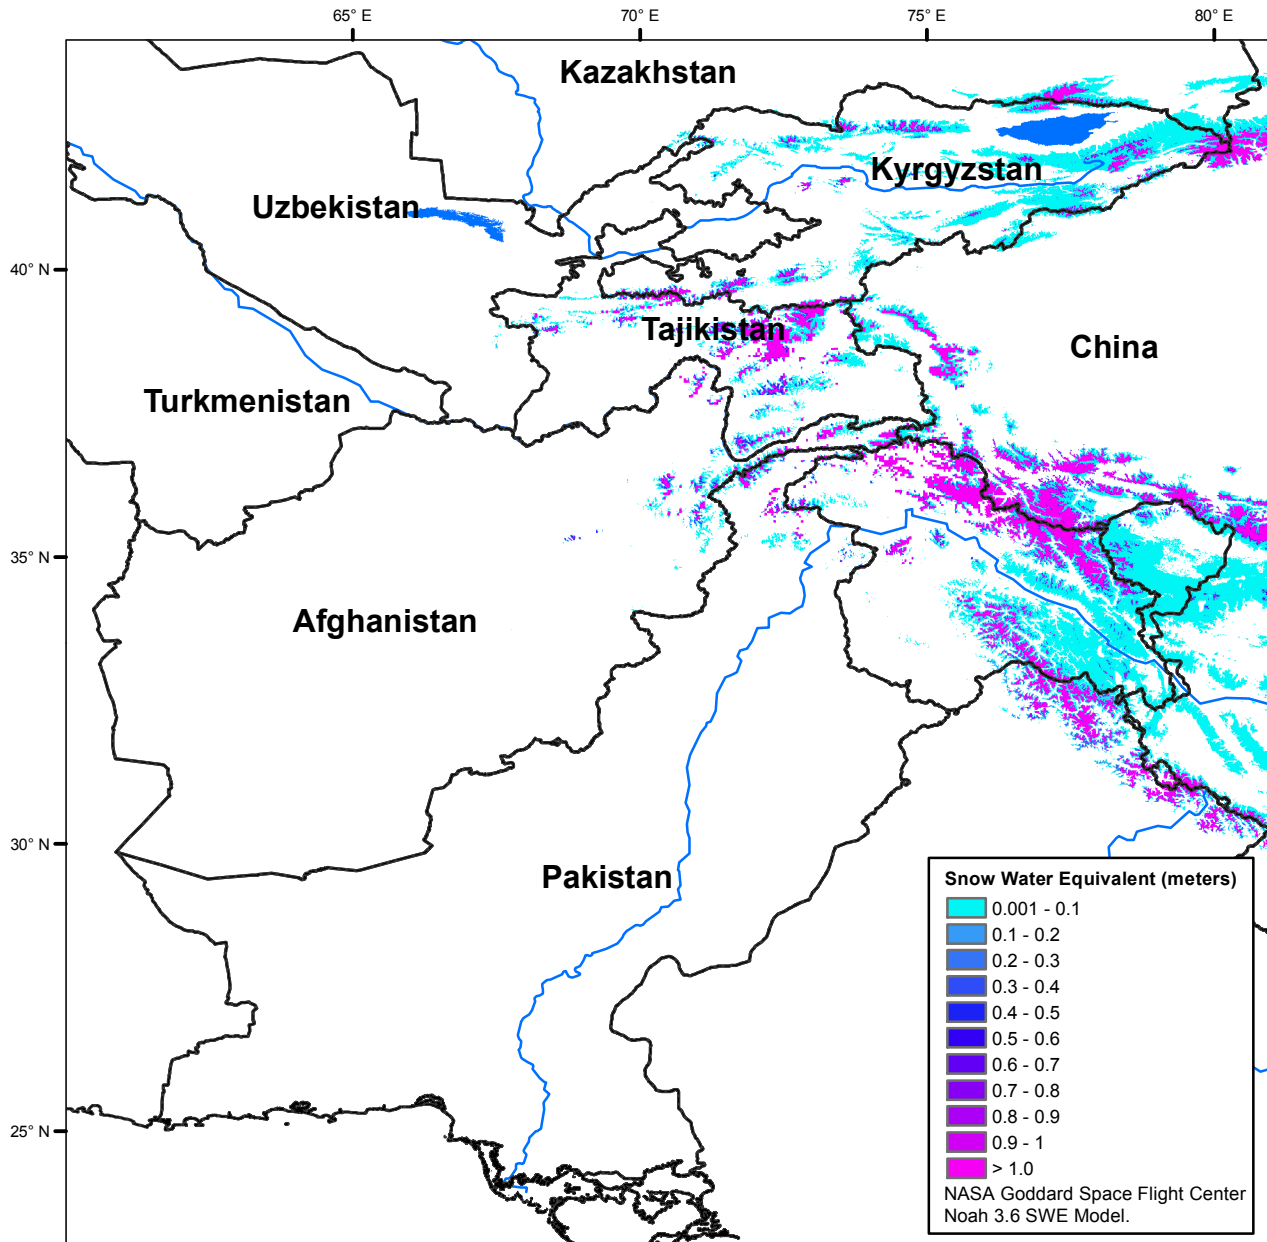 65° E
70° E
75° E
80° E
Kazakhstan
Kyrgyzstan
Uzbekistan
40° N
Tajikistan
China
Turkmenistan
35° N
Afghanistan
30° N
Pakistan
25° N
Snow Water Equivalent (meters)
0.001 - 0.1
0.1 - 0.2
0.2 - 0.3
0.3 - 0.4
0.4 - 0.5
0.5 - 0.6
0.6 - 0.7
0.7 - 0.8
0.8 - 0.9
0.9 - 1
> 1.0
NASA Goddard Space Flight Center
Noah 3.6 SWE Model.